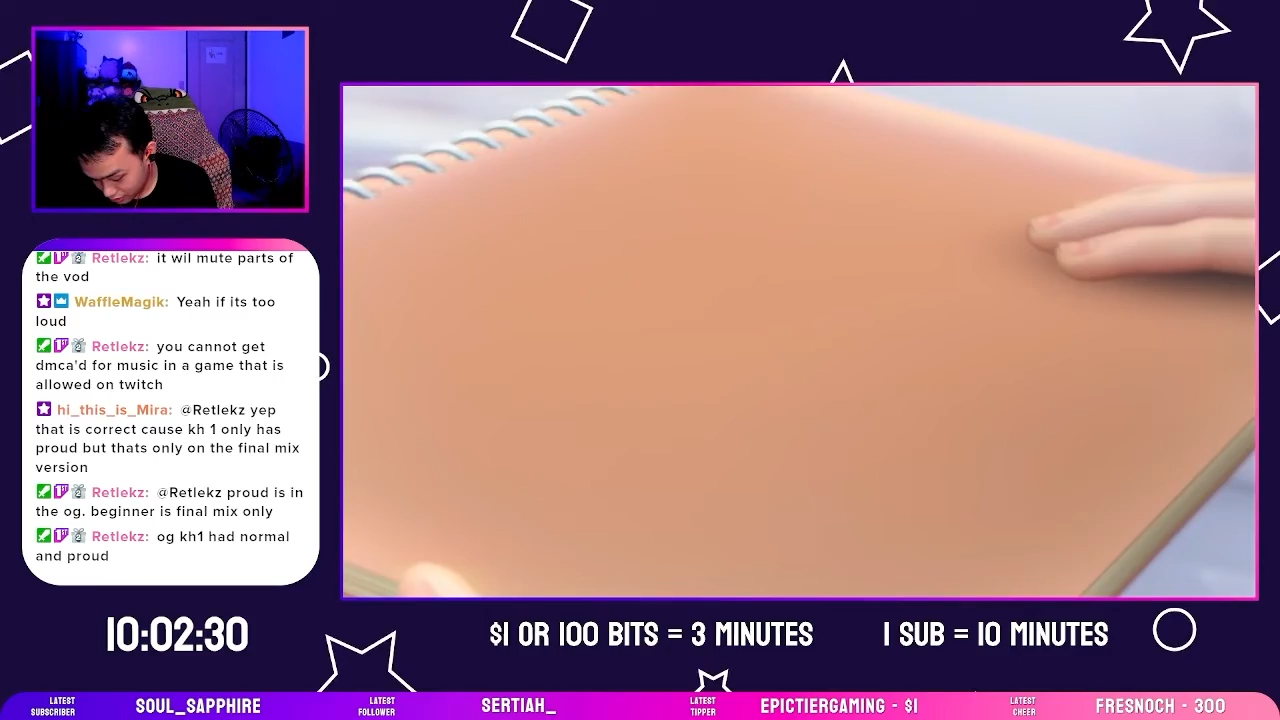 Retlekz: it wil mute parts of
the vod
WaffleMagik: Yeah if its too
loud
Retlekz: you cannot get
dmca'd for music in a game that is
allowed on twitch
hi_this_is_Mira: @Retlekz yep
that is correct cause kh 1 only has
proud but thats only on the final mix
version
Retlekz: @Retlekz proud is in
the og. beginner is final mix only
Retlekz: og kh1 had normal
and proud
10:02:30
$1 OR 100 BITS = 3 MINUTES
1 SUB = 10 MINUTES
LATEST
SUBSCRIBER
SOUL_SAPPHIRE
LATEST
FOLLOWER
SERTIAH_
LATEST
TIPPER
EPICTIERGAMING - $1
LATEST
CHEER
FRESNOCH - 300